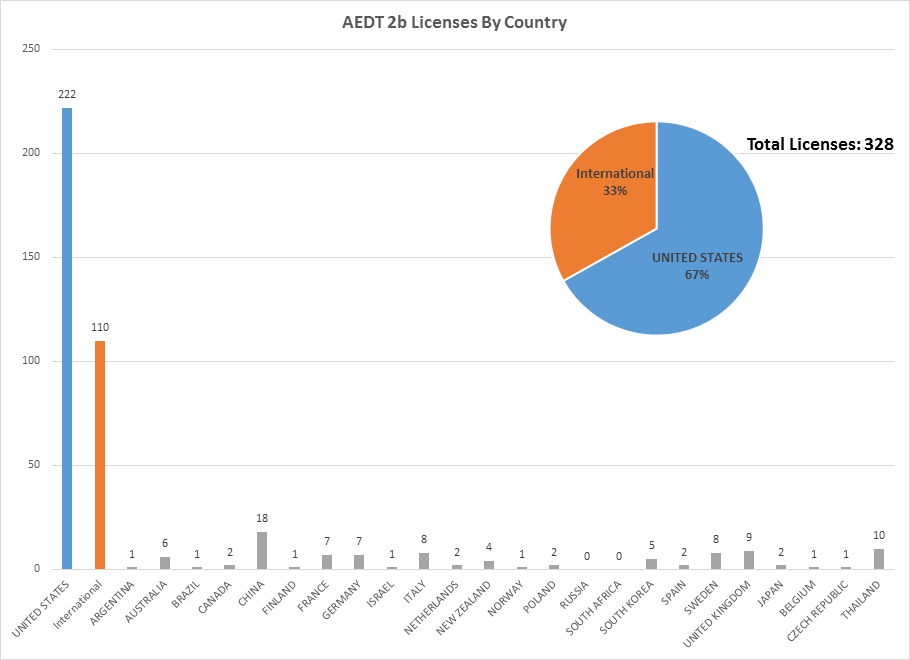 AEDT 2b Licenses By Country
250
200
150
100
50
0
222
110
1
6
1
2
18
1
7
7
1
8
2
4
1
2
0
0
5
2
8
9
2
1
1
10
Total Licenses: 328
International
33%
UNITED STATES
67%
UNITED STATES
International
ARGENTINA
AUSTRALIA
BRAZIL
CANADA
CHINA
FINLAND
FRANCE
GERMANY
ISRAEL
ITALY
NETHERLANDS
NEW ZEALAND
NORWAY
POLAND
RUSSIA
SOUTH AFRICA
SOUTH KOREA
SPAIN
SWEDEN
UNITED KINGDOM
JAPAN
BELGIUM
CZECH REPUBLIC
THAILAND